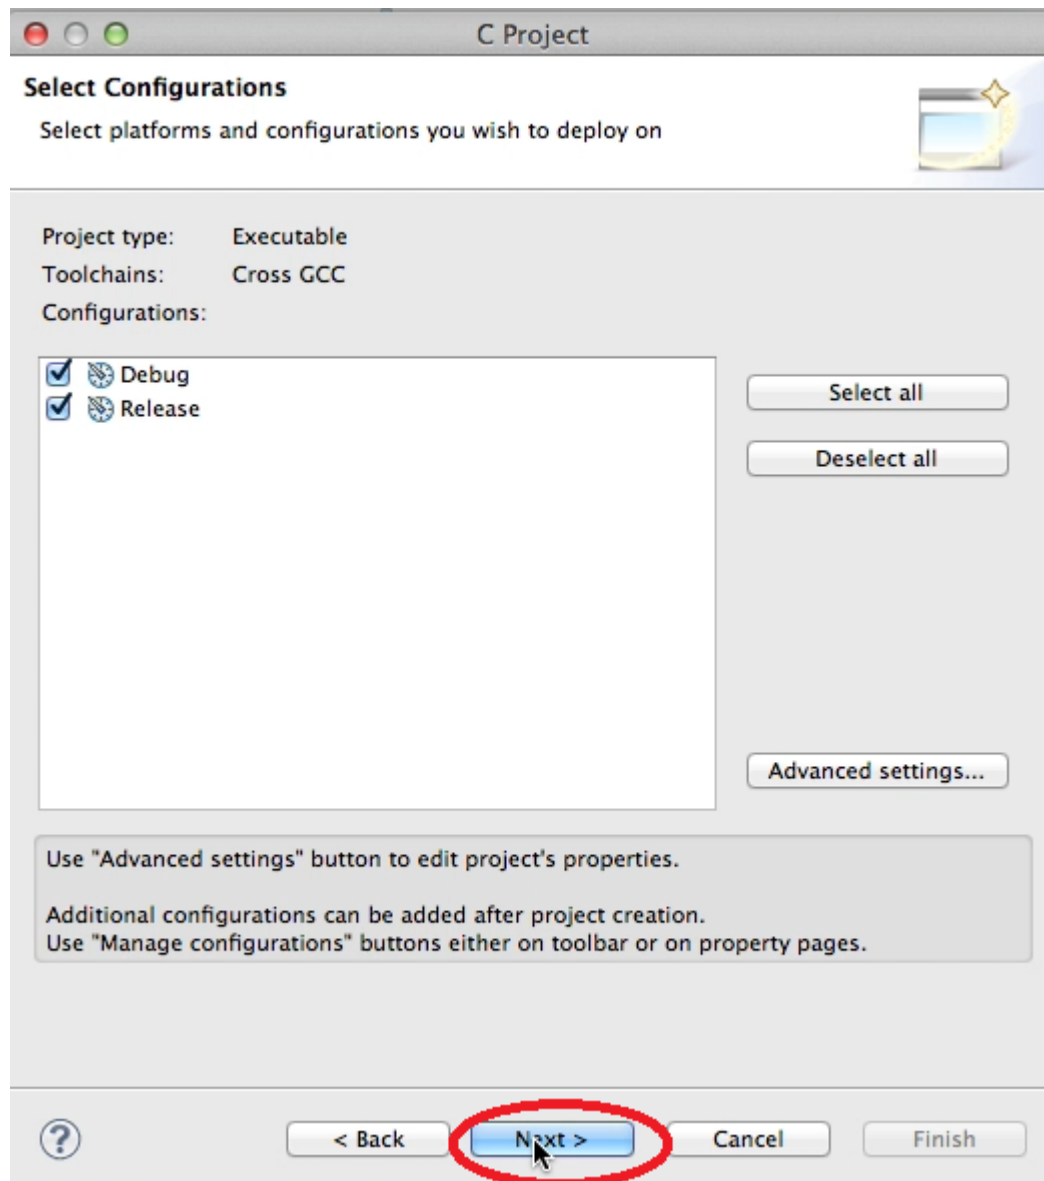 C Project
Select Configurations
Select platforms and configurations you wish to deploy on
Project type: Executable
Toolchains: Cross GCC
Configurations:
Debug
Release
Select all
Deselect all
Advanced settings...
Use "Advanced settings" button to edit project's properties.
Additional configurations can be added after project creation.
Use "Manage configurations" buttons either on toolbar or on property pages.
? < Back Next > Cancel Finish